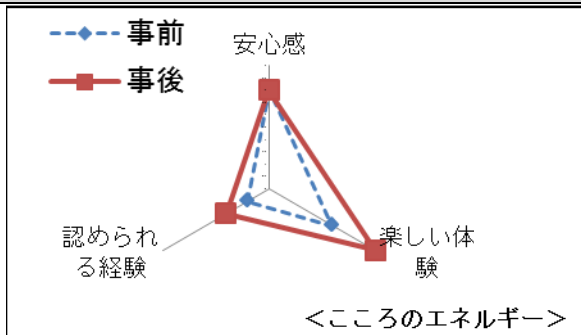 事前
事後
安心感
認められ
る経験
楽しい体
験
<こころのエネルギー>